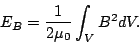 E_B = \frac{1}{2\mu_0} \int_V B^2 dV.